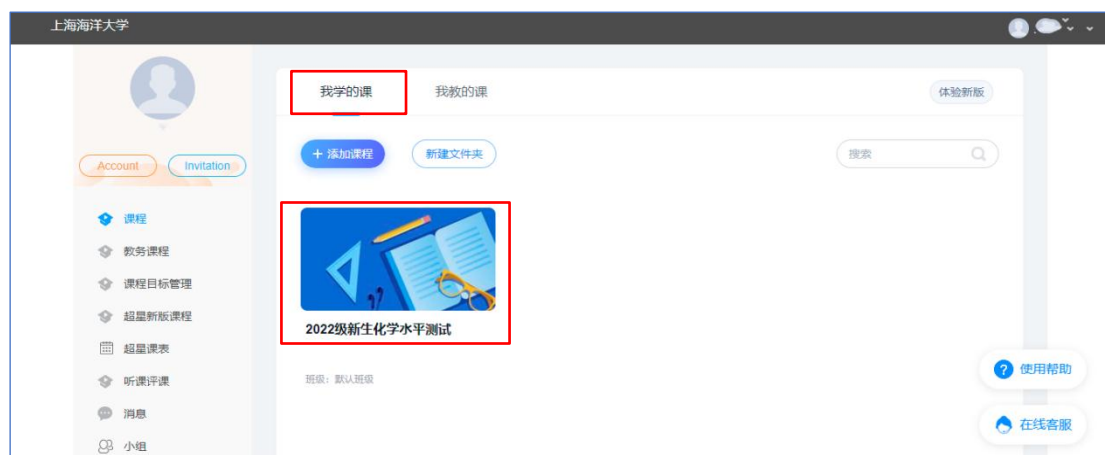 上海海洋大学
我学的课
我教的课
体验新版
+ 添加课程
新建文件夹
搜索
Account
Invitation
课程
教务课程
课程目标管理
超星新版课程
超星课表
听课评课
消息
小组
2022级新生化学水平测试
班级：默认班级
使用帮助
在线客服